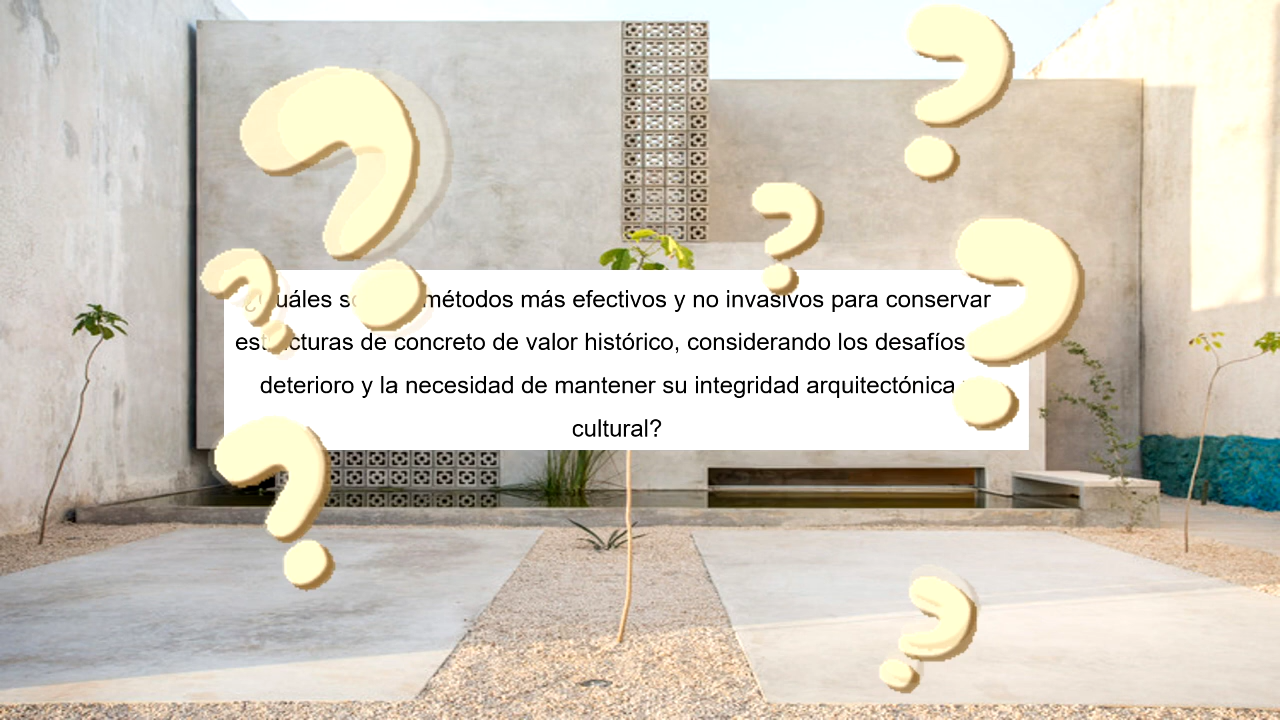 métodos más efectivos y no invasivos para conservar
de concreto de valor histórico, considerando los desafíos
deterioro y la necesidad de mantener su integridad arquitectónica
cultural?